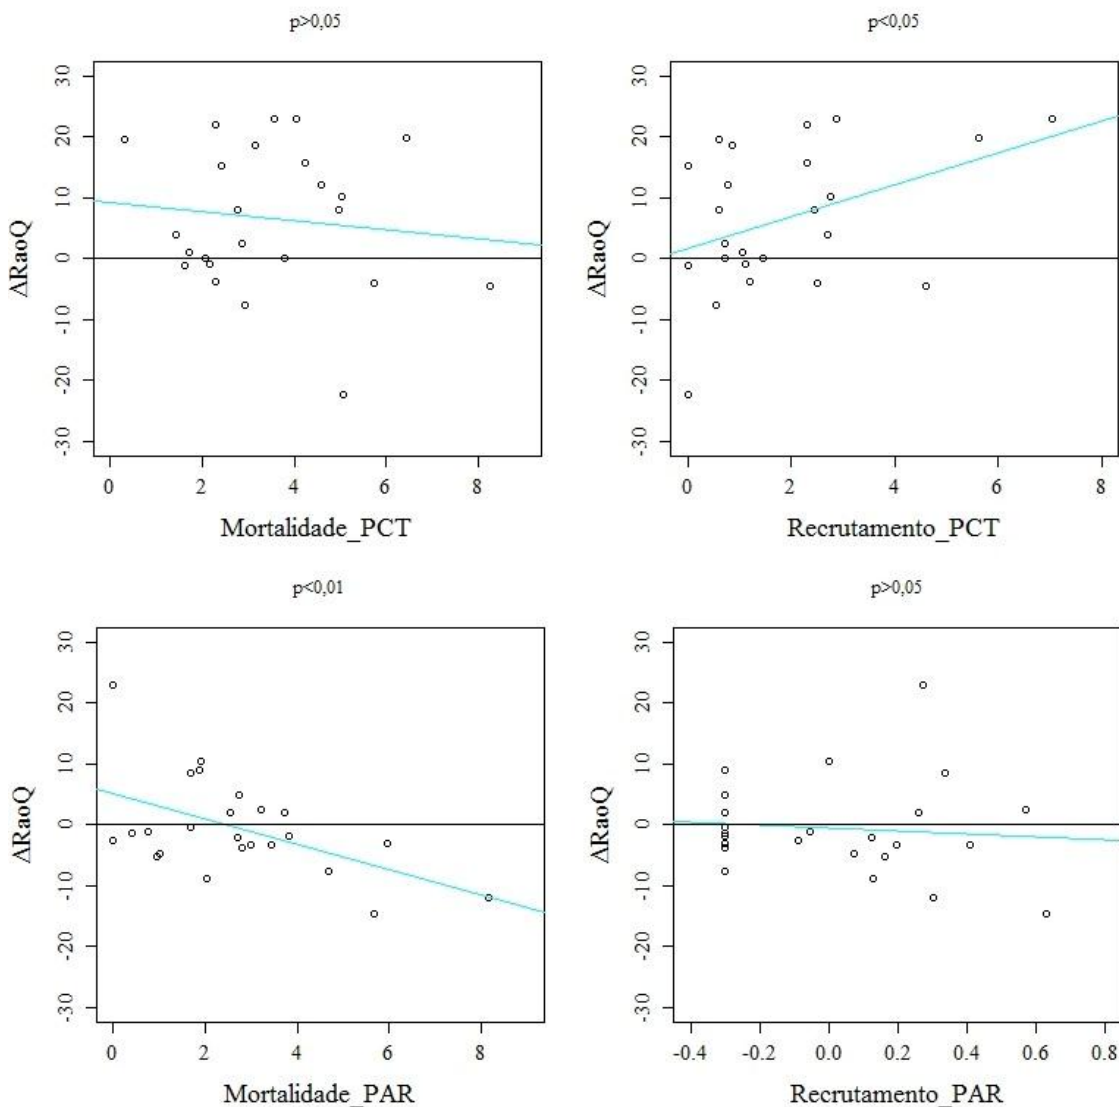 p>0,05
30
20
10
0
-10
-20
-30
ΔRaoQ
0 2 4 6 8
Mortalidade_PCT
p<0,05
30
20
10
0
-10
-20
-30
ΔRaoQ
0 2 4 6 8
Recrutamento_PCT
p<0,01
30
20
10
0
-10
-20
-30
ΔRaoQ
0 2 4 6 8
Mortalidade_PAR
p>0,05
30
20
10
0
-10
-20
-30
ΔRaoQ
-0.4 -0.2 0.0 0.2 0.4 0.6 0.8
Recrutamento_PAR